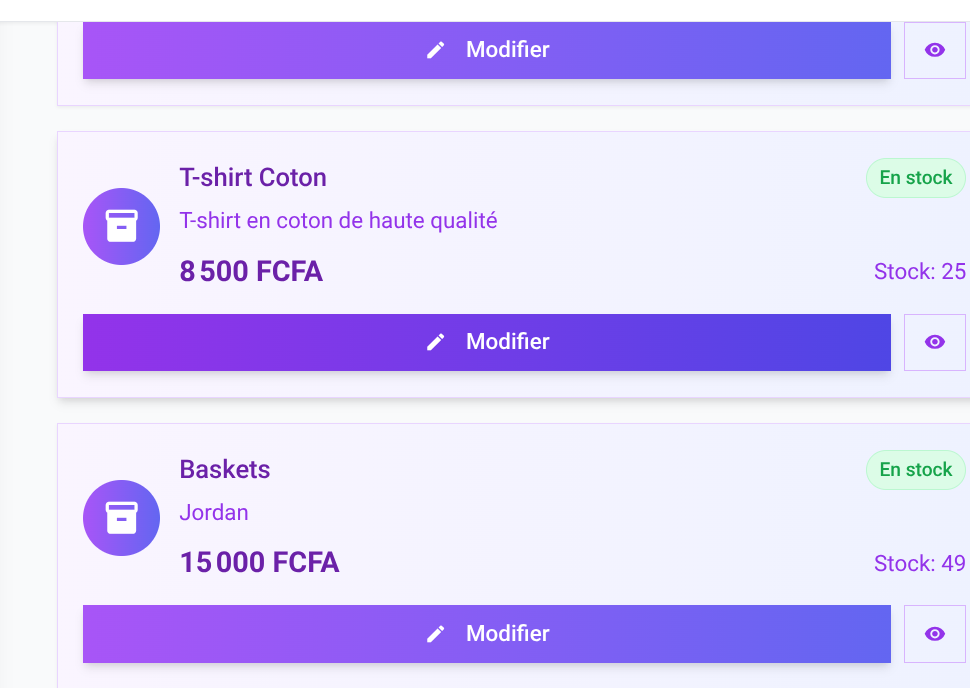 Modifier
T-shirt Coton
En stock
T-shirt en coton de haute qualité
8 500 FCFA
Stock: 25
Modifier
Baskets
En stock
Jordan
15 000 FCFA
Stock: 49
Modifier